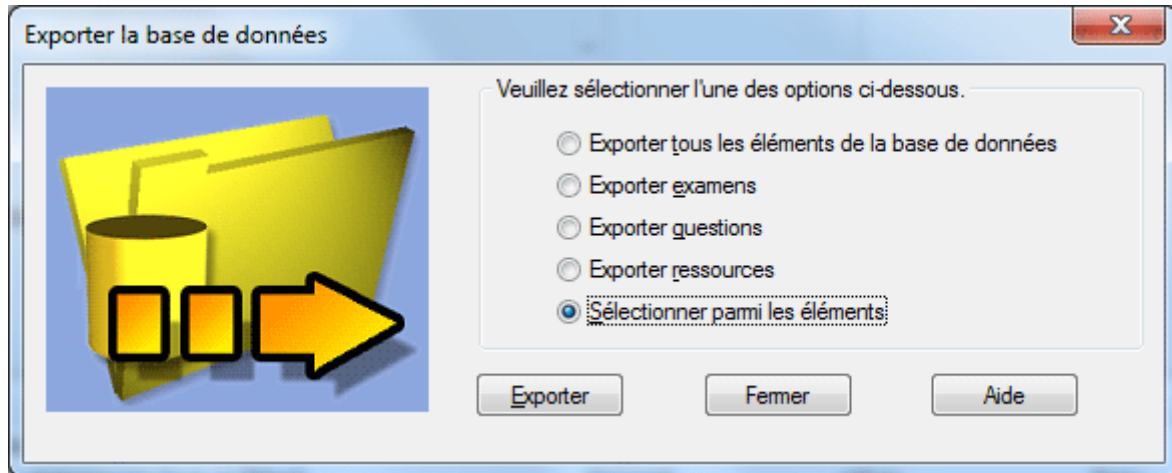 Exporter la base de données
Veuillez sélectionner l'une des options ci-dessous.
Exporter tous les éléments de la base de données
Exporter examens
Exporter questions
Exporter ressources
Sélectionner parmi les éléments
Exporter Fermer Aide